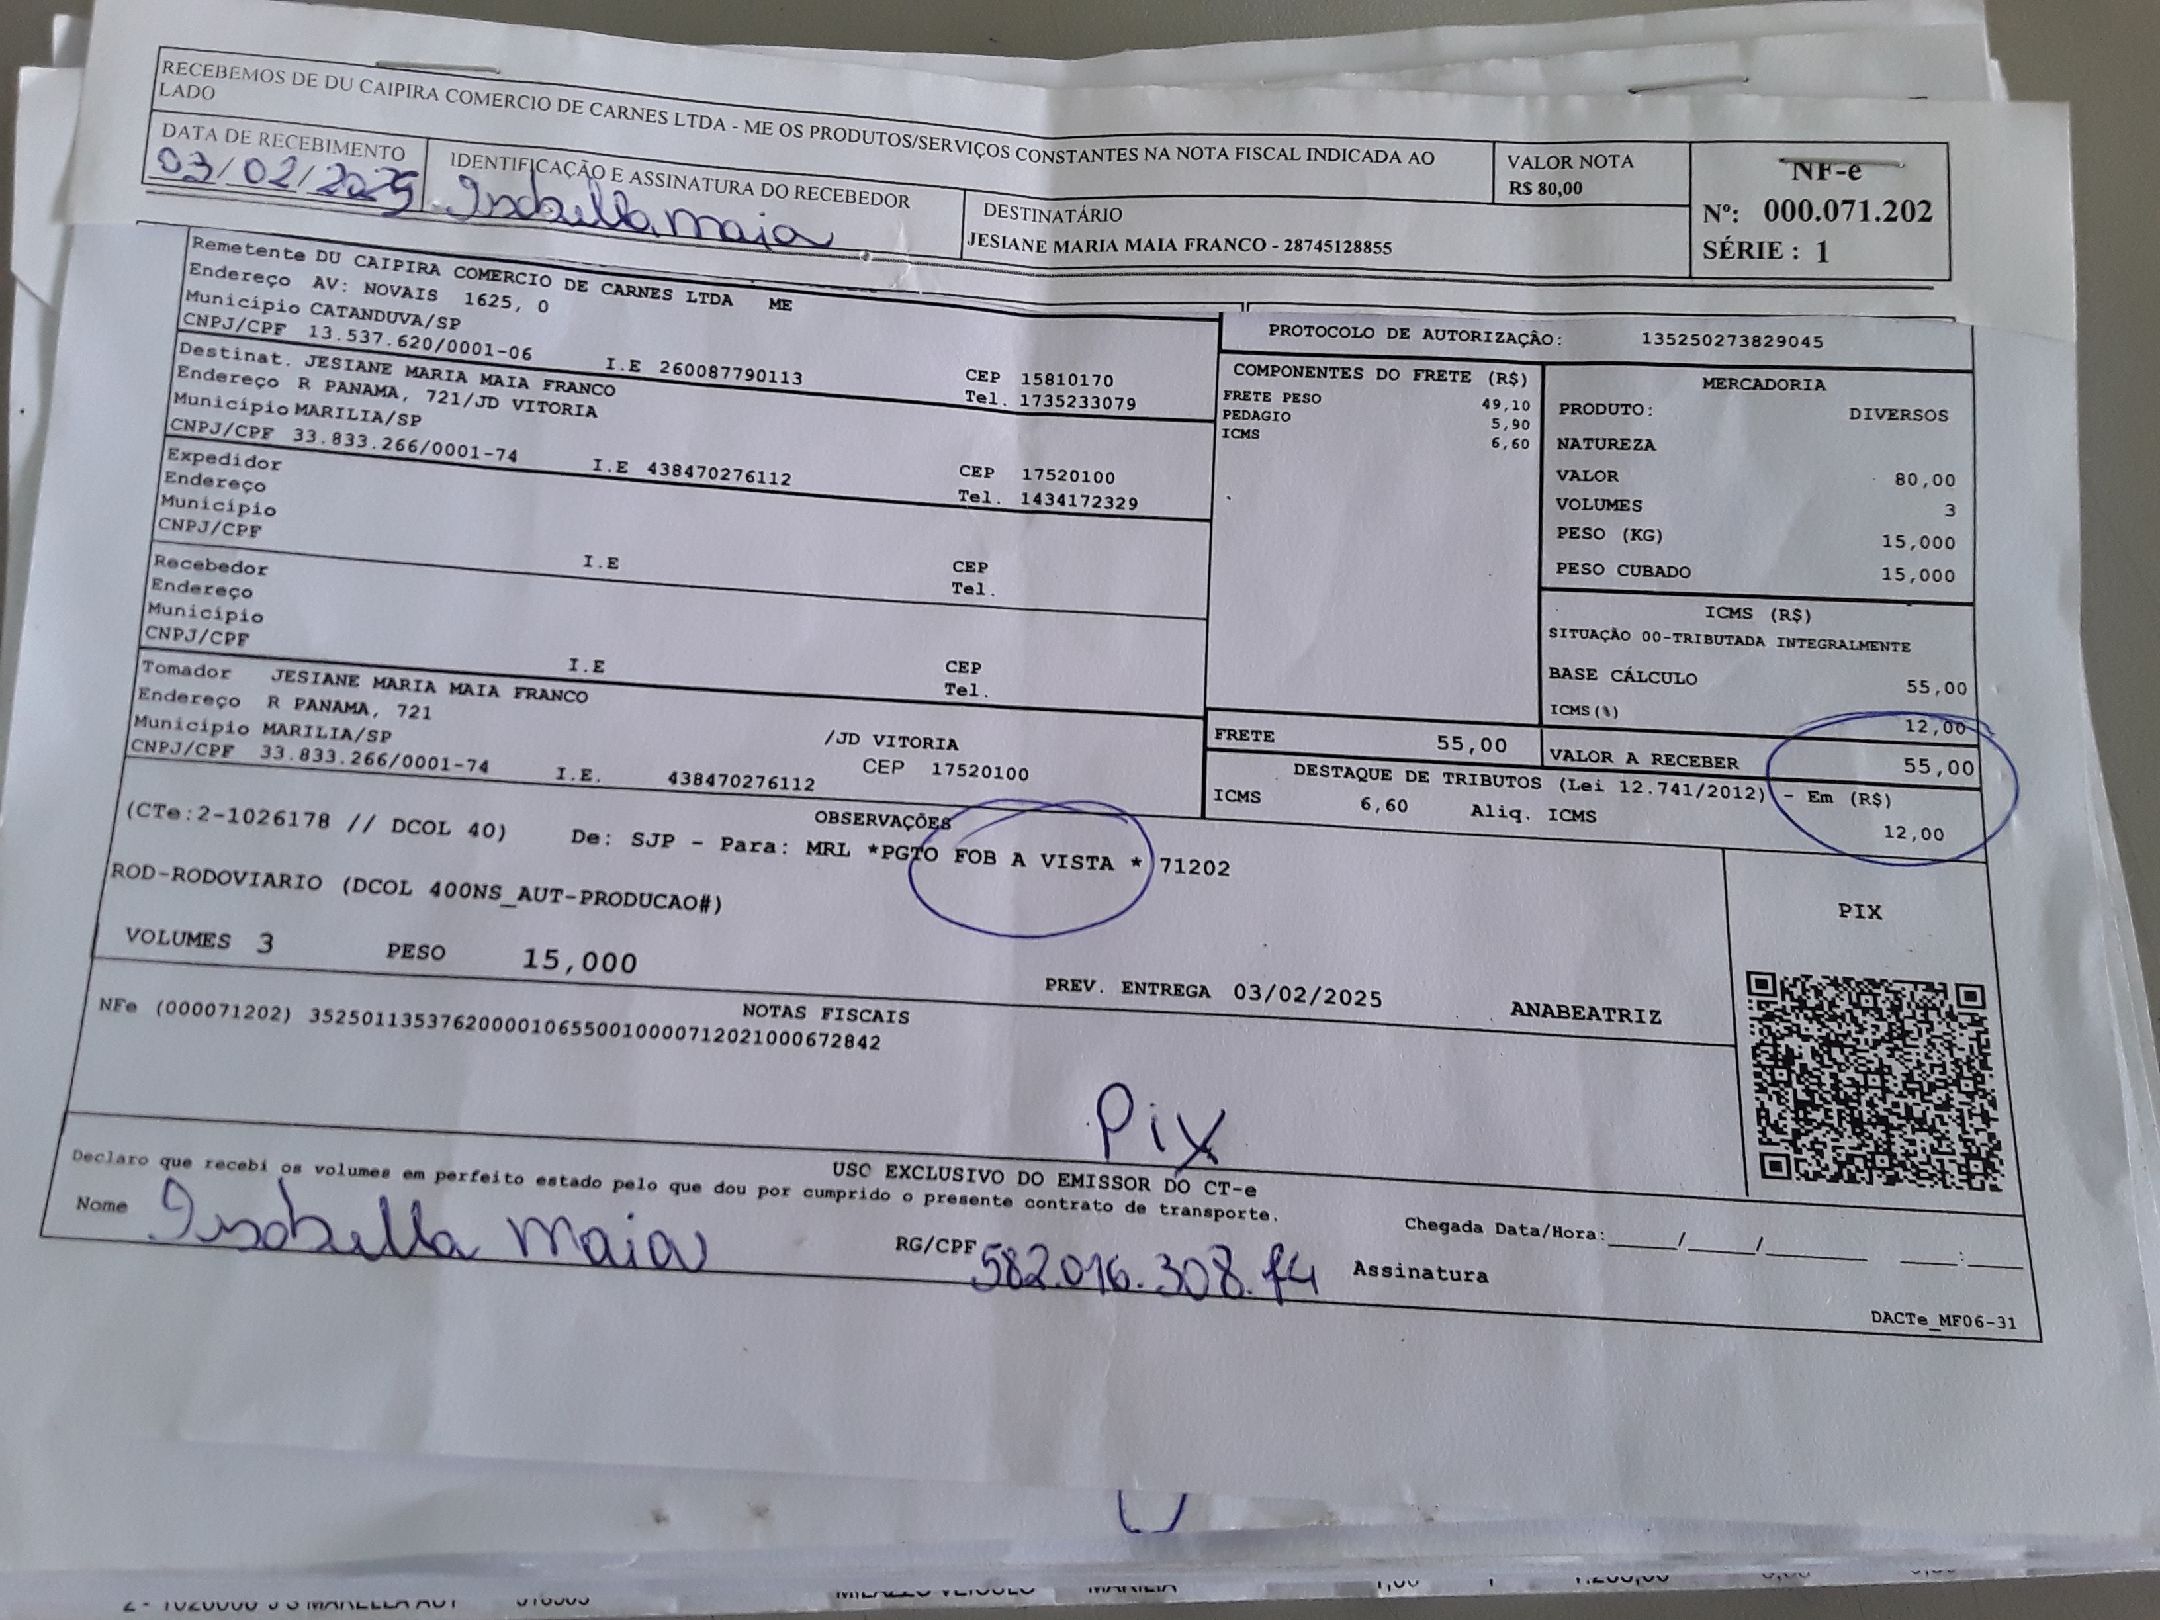 RECEBEMOS DE DU CAIPIRA COMERCIO DE CARNES LTDA - ME OS PRODUTOS/SERVIÇOS CONSTANTES NA NOTA FISCAL INDICADA AO
LADO
DATA DE RECEBIMENTO
03/02/2025
IDENTIFICAÇÃO E ASSINATURA DO RECEBEDOR
Isabella Maia
VALOR NOTA
R$ 80,00
DESTINATÁRIO
JESIANE MARIA MAIA FRANCO - 28745128855
NF-e
Nº: 000.071.202
SÉRIE : 1
Remetente DU CAIPIRA COMERCIO DE CARNES LTDA ME
Endereço AV: NOVAIS 1625, 0
Município CATANDUVA/SP
CNPJ/CPF 13.537.620/0001-06 I.E 260087790113
CEP 15810170
Tel. 1735233079
Destinat. JESIANE MARIA MAIA FRANCO
Endereço R PANAMA, 721/JD VITORIA
Município MARILIA/SP
CNPJ/CPF 33.833.266/0001-74 I.E 438470276112
CEP 17520100
Tel. 1434172329
Expedidor
Endereço
Município
CNPJ/CPF
I.E
CEP
Tel.
Recebedor
Endereço
Município
CNPJ/CPF
I.E
CEP
Tel.
Tomador JESIANE MARIA MAIA FRANCO
Endereço R PANAMA, 721 /JD VITORIA
Município MARILIA/SP CEP 17520100
CNPJ/CPF 33.833.266/0001-74 I.E. 438470276112
PROTOCOLO DE AUTORIZAÇÃO: 135250273829045
COMPONENTES DO FRETE (R$)
FRETE PESO 49,10
PEDAGIO 5,90
ICMS 6,60
MERCADORIA
PRODUTO: DIVERSOS
NATUREZA
VALOR 80,00
VOLUMES 3
PESO (KG) 15,000
PESO CUBADO 15,000
ICMS (R$)
SITUAÇÃO 00-TRIBUTADA INTEGRALMENTE
BASE CÁLCULO 55,00
ICMS(%) 12,00
FRETE 55,00
VALOR A RECEBER 55,00
DESTAQUE DE TRIBUTOS (Lei 12.741/2012) - Em (R$)
ICMS 6,60 Aliq. ICMS 12,00
OBSERVAÇÕES
(CTe:2-1026178 // DCOL 40) De: SJP - Para: MRL *PGTO FOB A VISTA * 71202
ROD-RODOVIARIO (DCOL 400NS_AUT-PRODUCAO#)
VOLUMES 3 PESO 15,000
PREV. ENTREGA 03/02/2025 ANABEATRIZ
PIX
NOTAS FISCAIS
NFe (000071202) 35250113537620000106550010000712021000672842
Pix
USO EXCLUSIVO DO EMISSOR DO CT-e
Declaro que recebi os volumes em perfeito estado pelo que dou por cumprido o presente contrato de transporte.
Nome Isabella Maia
RG/CPF 582.016.308.74
Chegada Data/Hora:_____/_____/_______ ____:____
Assinatura
DACTe_MF06-31